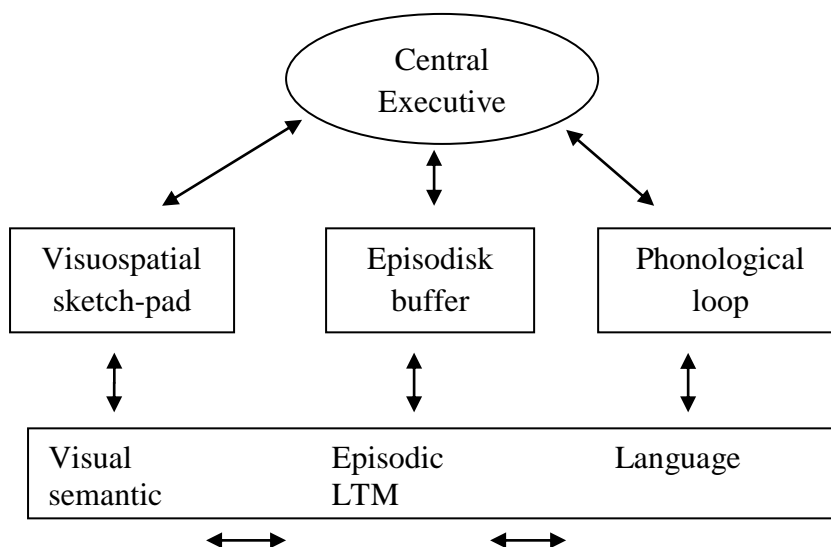 Central
Executive
Visuospatial
sketch-pad
Episodisk
buffer
Phonological
loop
Visual
semantic
Episodic
LTM
Language